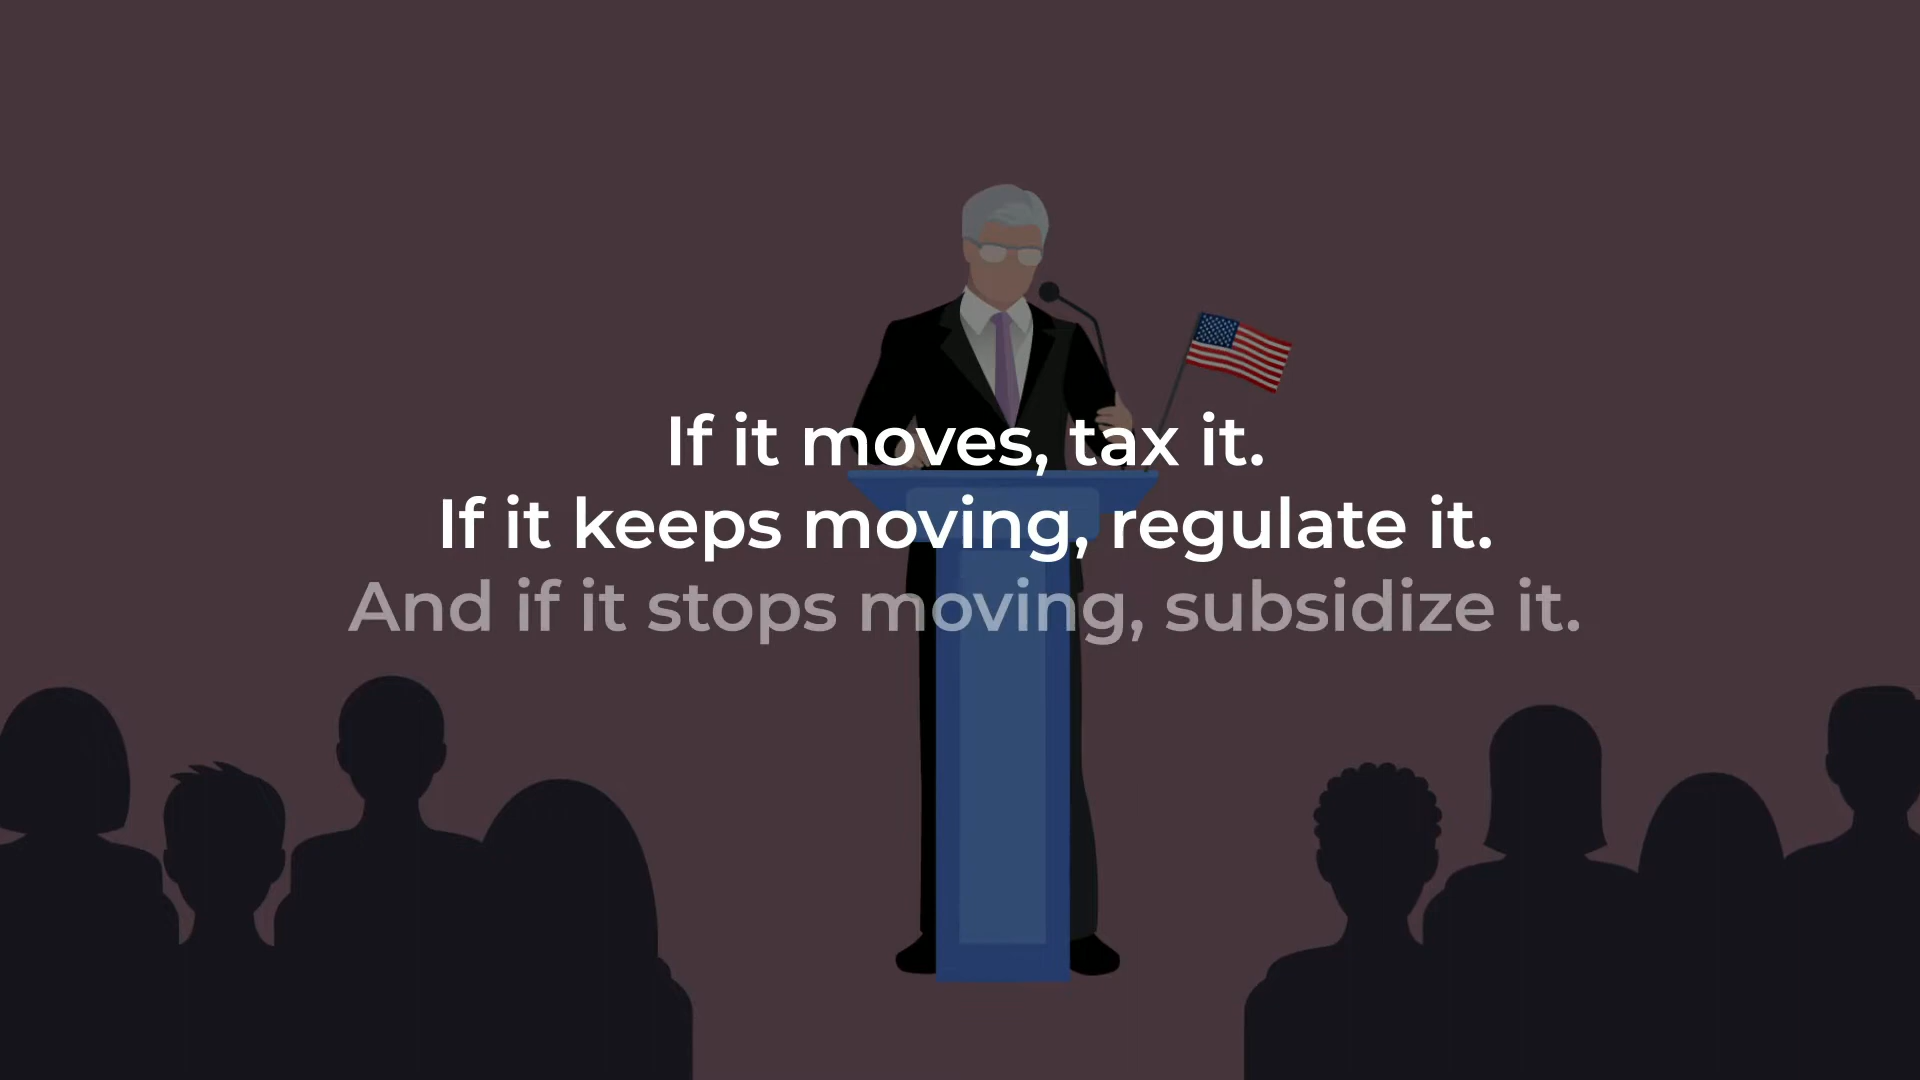 If it moves, tax it.
If it keeps moving, regulate it.
And if it stops moving, subsidize it.